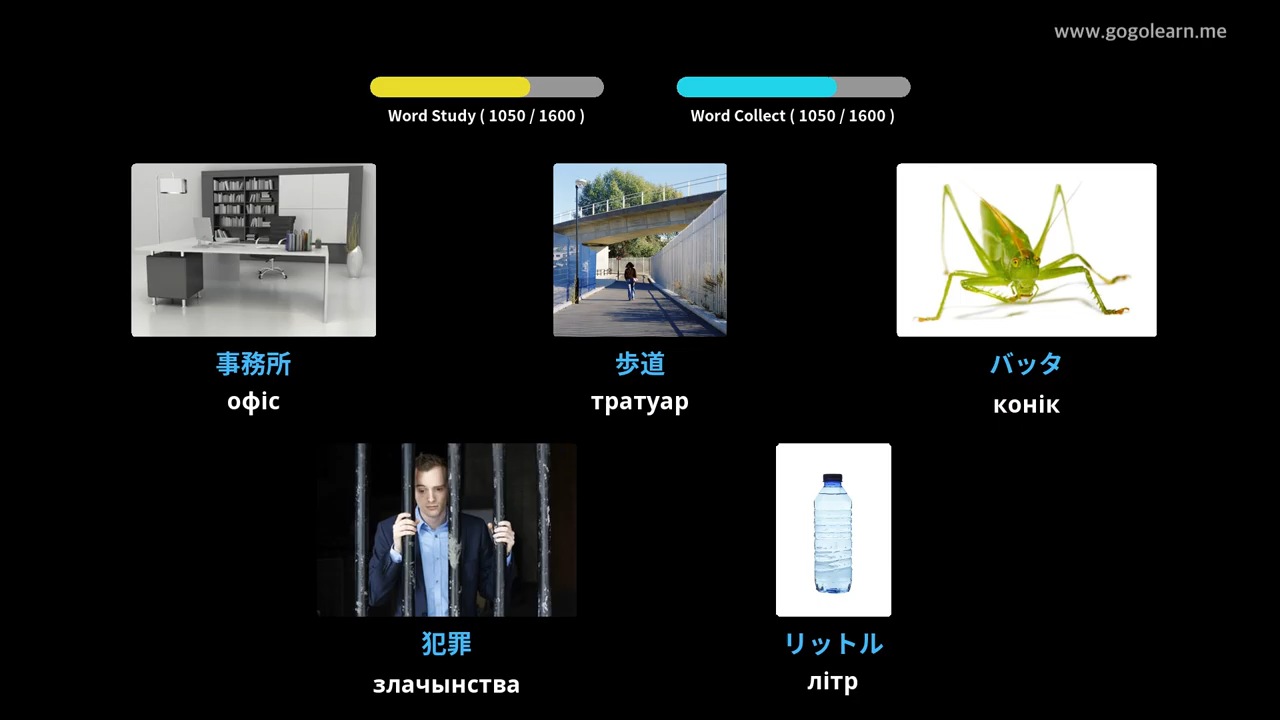 www.gogolearn.me
Word Study ( 1050 / 1600 )
Word Collect ( 1050 / 1600 )
事務所
офіс
歩道
тратуар
バッタ
конік
犯罪
злачынства
リットル
літр